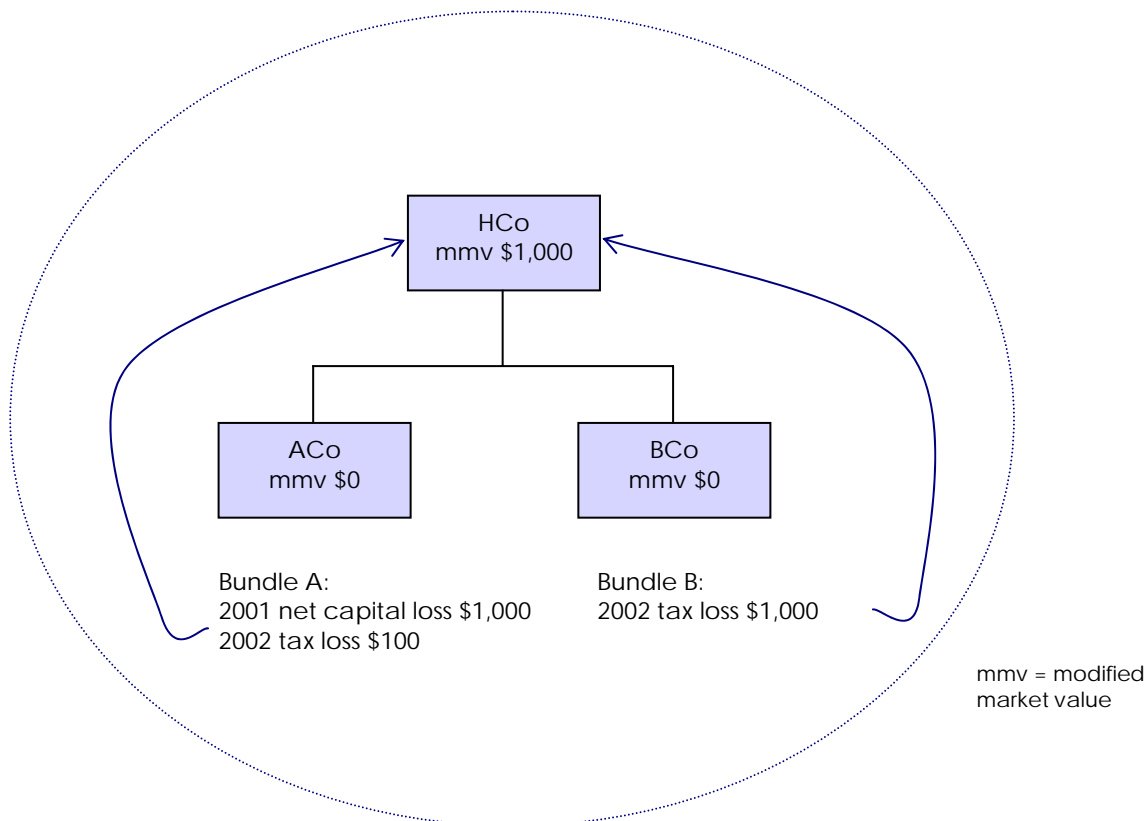 HCo
mmv $1,000
ACo
mmv $0
BCo
mmv $0
Bundle A:
2001 net capital loss $1,000
2002 tax loss $100
Bundle B:
2002 tax loss $1,000
mmv = modified
market value